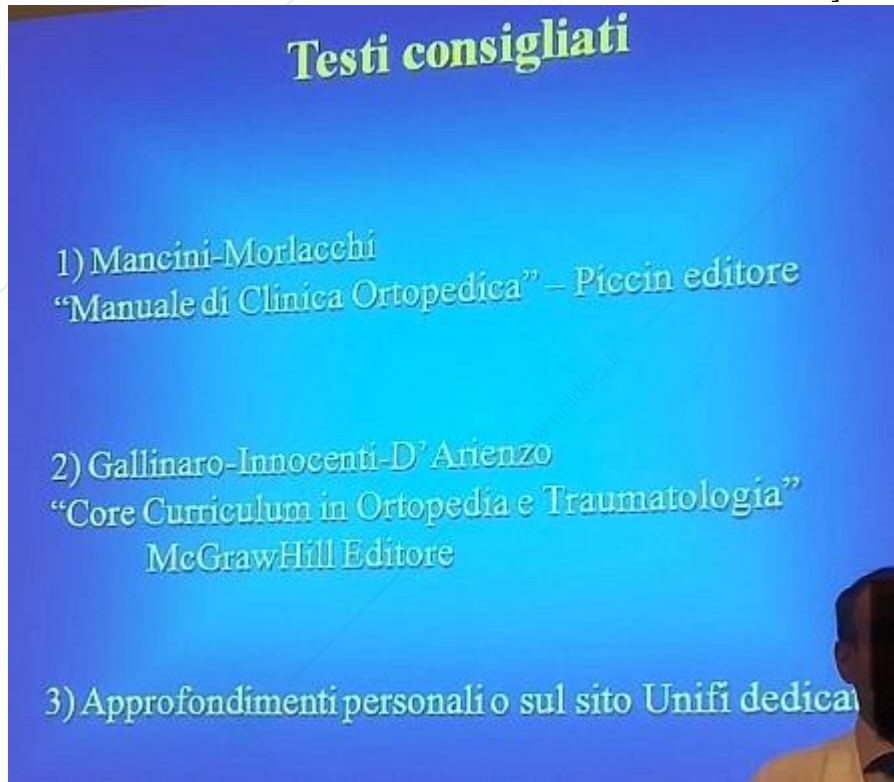 Testi consigliati
1) Mancini-Morlacchi
“Manuale di Clinica Ortopedica” – Piccin editore
2) Gallinaro-Innocenti-D’Arienzo
“Core Curriculum in Ortopedia e Traumatologia”
McGrawHill Editore
3) Approfondimenti personali o sul sito Unifi dedicat